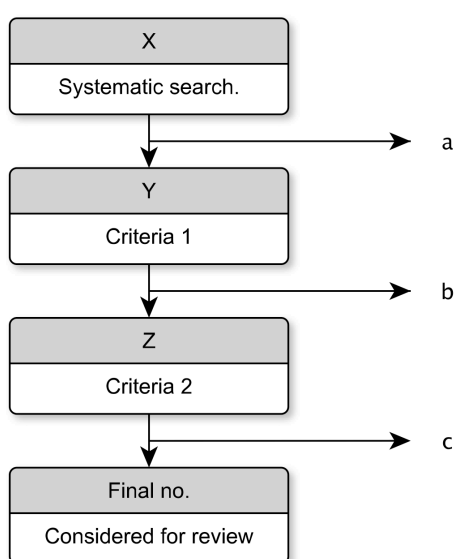 X
Systematic search.
a
Y
Criteria 1
b
Z
Criteria 2
c
Final no.
Considered for review